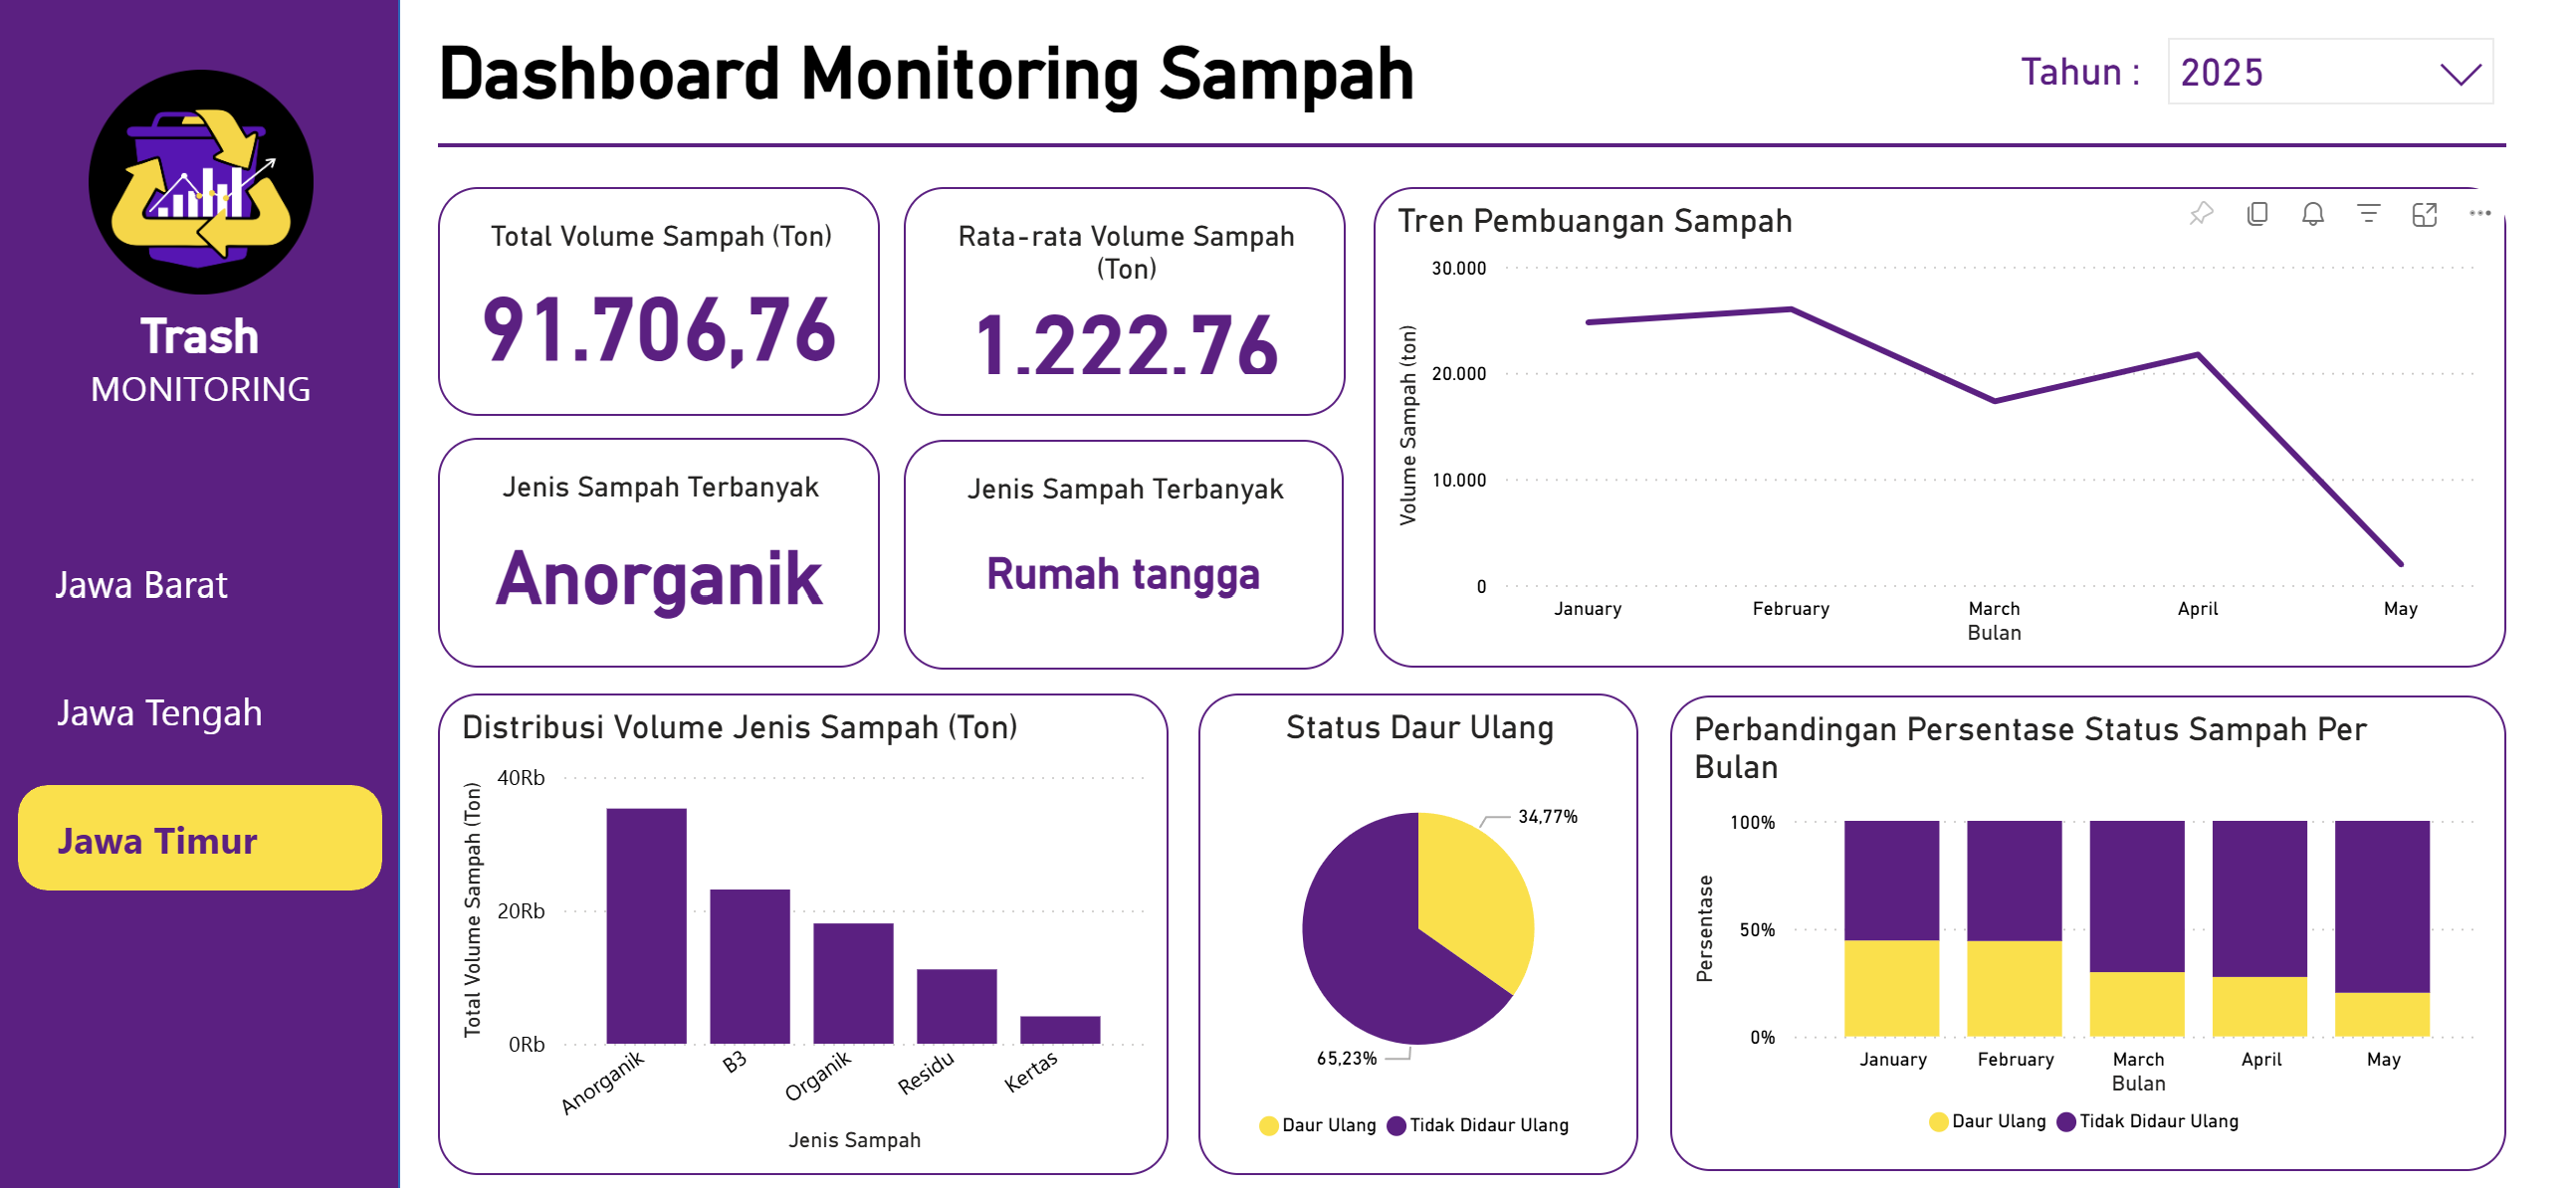 Trash
MONITORING
Jawa Barat
Jawa Tengah
Jawa Timur
Dashboard Monitoring Sampah
Tahun :
2025
Total Volume Sampah (Ton)
91.706,76
Rata-rata Volume Sampah
(Ton)
1.222,76
Jenis Sampah Terbanyak
Anorganik
Jenis Sampah Terbanyak
Rumah tangga
Tren Pembuangan Sampah
Volume Sampah (ton)
30.000
20.000
10.000
0
January
February
March
April
May
Bulan
Distribusi Volume Jenis Sampah (Ton)
Total Volume Sampah (Ton)
40Rb
20Rb
0Rb
Anorganik
B3
Organik
Residu
Kertas
Jenis Sampah
Status Daur Ulang
34,77%
65,23%
Daur Ulang
Tidak Didaur Ulang
Perbandingan Persentase Status Sampah Per
Bulan
Persentase
100%
50%
0%
January
February
March
April
May
Bulan
Daur Ulang
Tidak Didaur Ulang